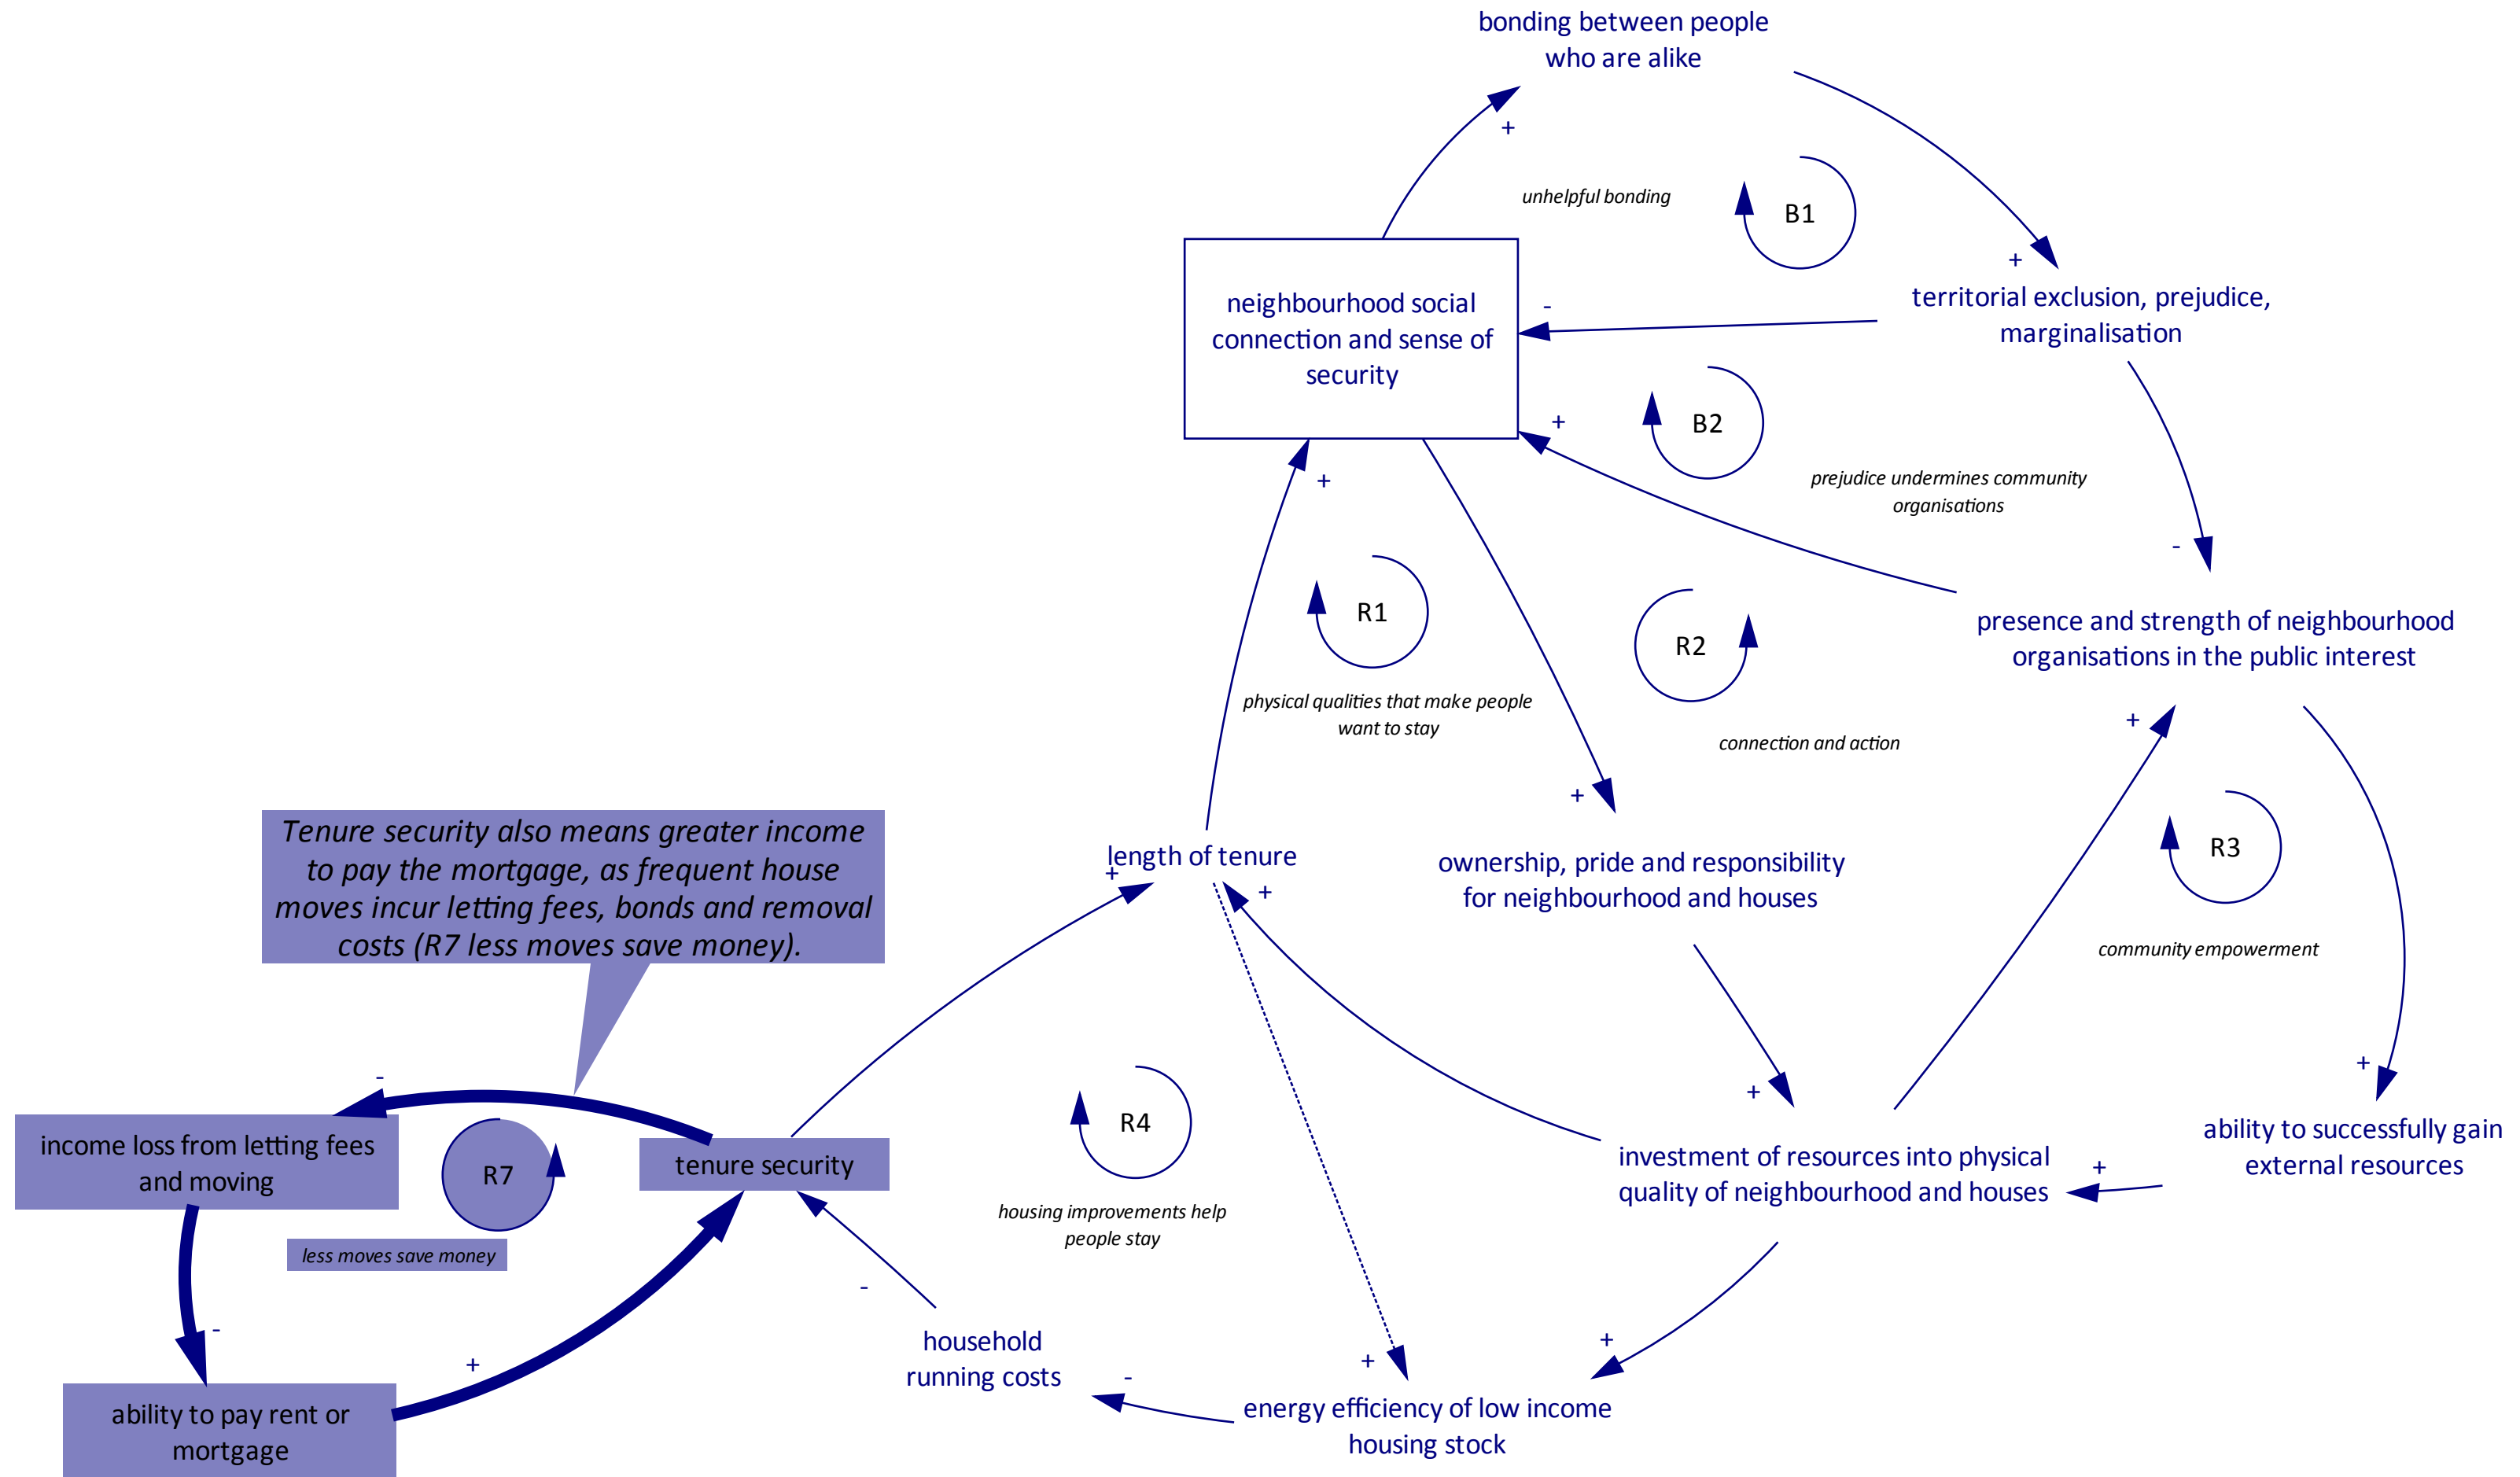 bonding between people
who are alike
+
unhelpful bonding
B1
+
territorial exclusion, prejudice,
marginalisation
-
neighbourhood social
connection and sense of
security
B2
+
prejudice undermines community
organisations
+
-
R1
R2
presence and strength of neighbourhood
organisations in the public interest
physical qualities that make people
want to stay
connection and action
+
+
Tenure security also means greater income
to pay the mortgage, as frequent house
moves incur letting fees, bonds and removal
costs (R7 less moves save money).
length of tenure
+
+
ownership, pride and responsibility
for neighbourhood and houses
R3
community empowerment
-
+
+
income loss from letting fees
and moving
R7
tenure security
R4
investment of resources into physical
quality of neighbourhood and houses
+
ability to successfully gain
external resources
housing improvements help
people stay
less moves save money
-
-
+
household
running costs
+
+
-
ability to pay rent or
mortgage
energy efficiency of low income
housing stock